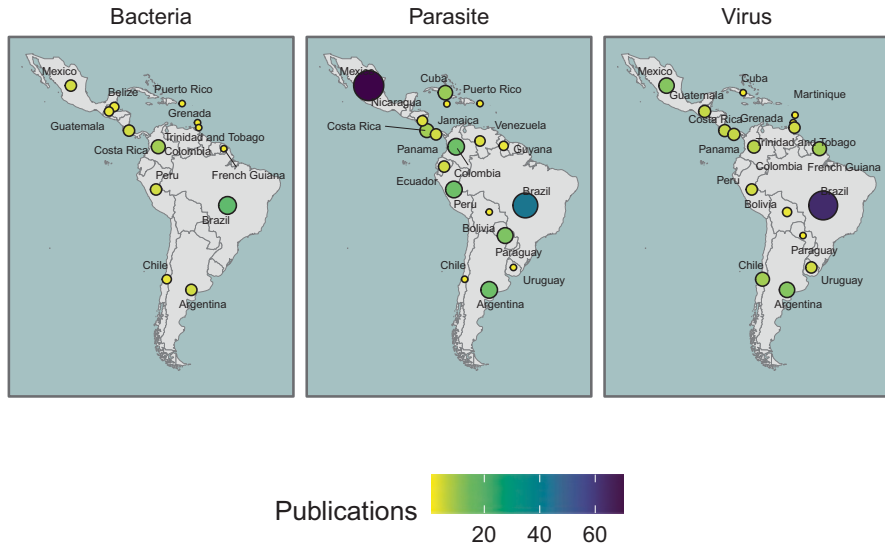 Bacteria
Mexico
Belize
Puerto Rico
Guatemala
Grenada
Costa Rica
Trinidad and Tobago
Colombia
French Guiana
Peru
Brazil
Chile
Argentina
Parasite
Mexico
Cuba
Puerto Rico
Nicaragua
Jamaica
Costa Rica
Venezuela
Panama
Guyana
Ecuador
Colombia
Peru
Brazil
Bolivia
Paraguay
Chile
Uruguay
Argentina
Virus
Mexico
Cuba
Guatemala
Martinique
Costa Rica
Grenada
Panama
Trinidad and Tobago
Colombia
French Guiana
Peru
Brazil
Bolivia
Paraguay
Chile
Uruguay
Argentina
Publications
20 40 60